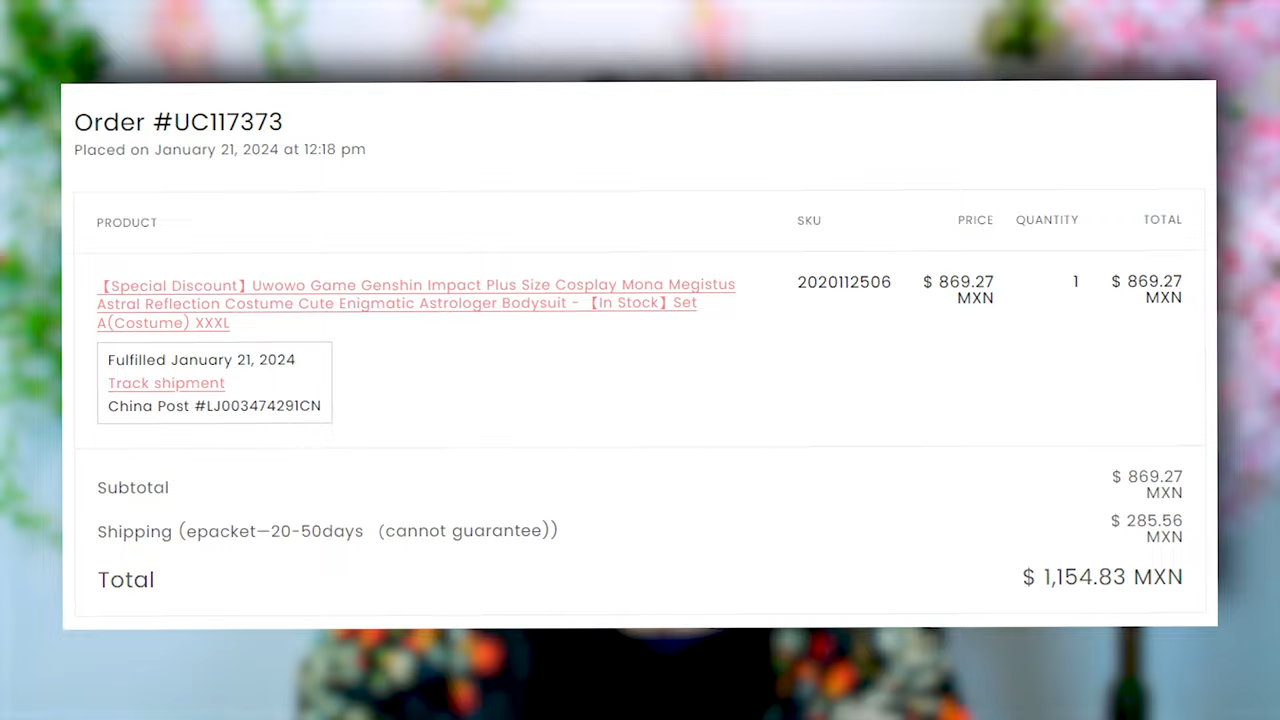 Order #UC117373
Placed on January 21, 2024 at 12:18 pm
PRODUCT SKU PRICE QUANTITY TOTAL
【Special Discount】Uwowo Game Genshin Impact Plus Size Cosplay Mona Megistus 2020112506 $ 869.27 MXN 1 $ 869.27 MXN
Astral Reflection Costume Cute Enigmatic Astrologer Bodysuit - 【In Stock】Set
A(Costume) XXXL
Fulfilled January 21, 2024
Track shipment
China Post #LJ003474291CN
Subtotal $ 869.27 MXN
Shipping (epacket—20-50days (cannot guarantee)) $ 285.56 MXN
Total $ 1,154.83 MXN